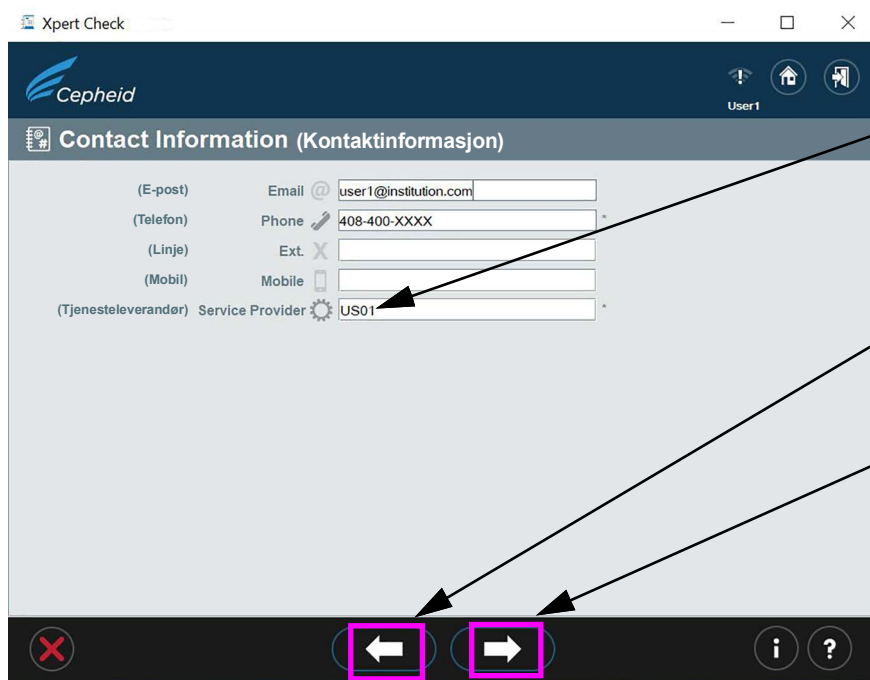 Xpert Check
Cepheid
User1
Contact Information (Kontaktinformasjon)
(E-post) Email @ user1@institution.com
(Telefon) Phone 408-400-XXXX *
(Linje) Ext. X
(Mobil) Mobile
(Tjenesteleverandør) Service Provider US01 *
i ?